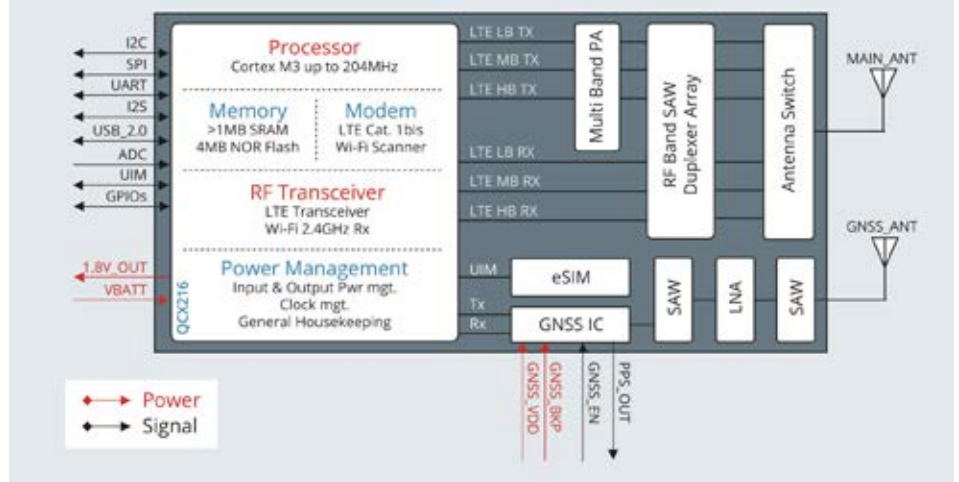 I2C
SPI
UART
I2S
USB_2.0
ADC
UIM
GPIOs
1.8V_OUT
VBATT
QCX216
Processor
Cortex M3 up to 204MHz
Memory
>1MB SRAM
4MB NOR Flash
Modem
LTE Cat. 1bis
Wi-Fi Scanner
RF Transceiver
LTE Transceiver
Wi-Fi 2.4GHz Rx
Power Management
Input & Output Pwr mgt.
Clock mgt.
General Housekeeping
LTE LB TX
LTE MB TX
LTE HB TX
LTE LB RX
LTE MB RX
LTE HB RX
UIM
Tx
Rx
Multi Band PA
RF Band SAW
Duplexer Array
Antenna Switch
eSIM
GNSS IC
SAW
LNA
SAW
MAIN_ANT
GNSS_ANT
GNSS_VDD
GNSS_BKP
GNSS_EN
PPS_OUT
Power
Signal